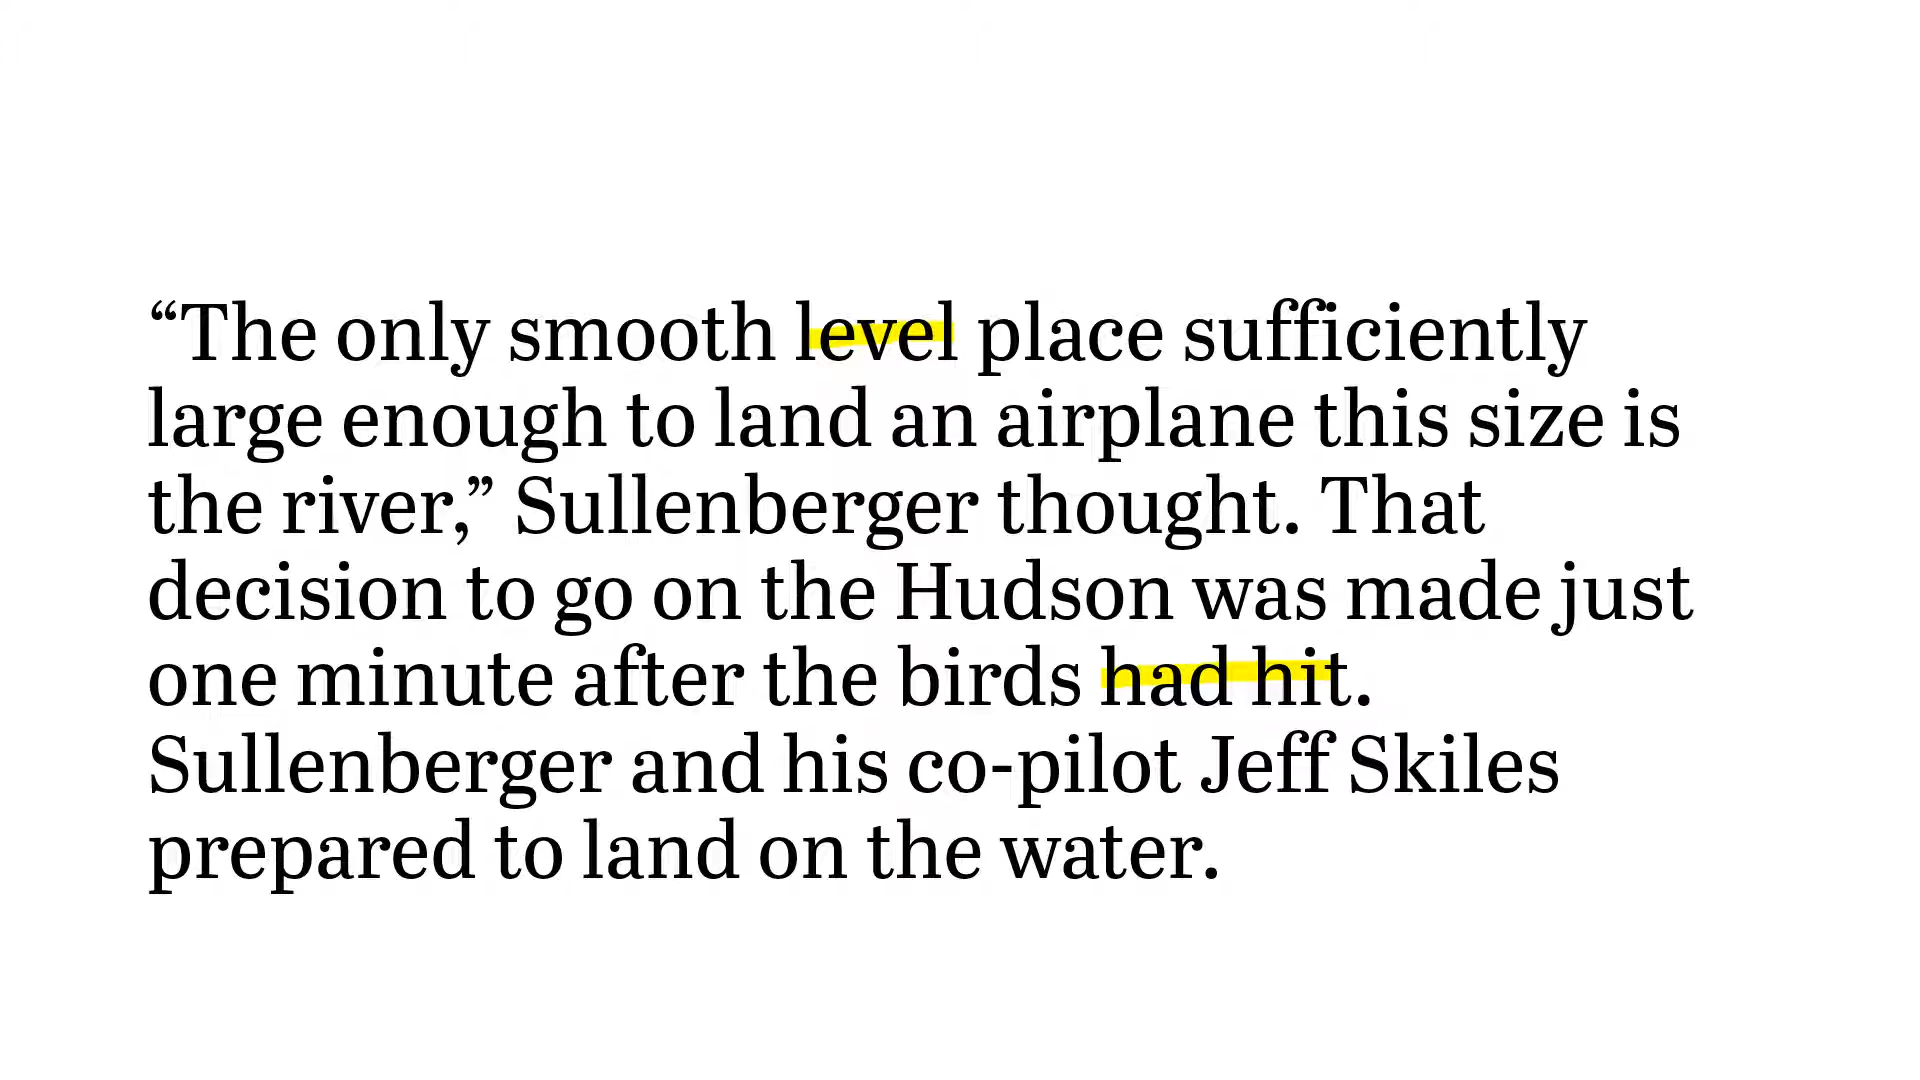 “The only smooth level place sufficiently
large enough to land an airplane this size is
the river,” Sullenberger thought. That
decision to go on the Hudson was made just
one minute after the birds had hit.
Sullenberger and his co-pilot Jeff Skiles
prepared to land on the water.